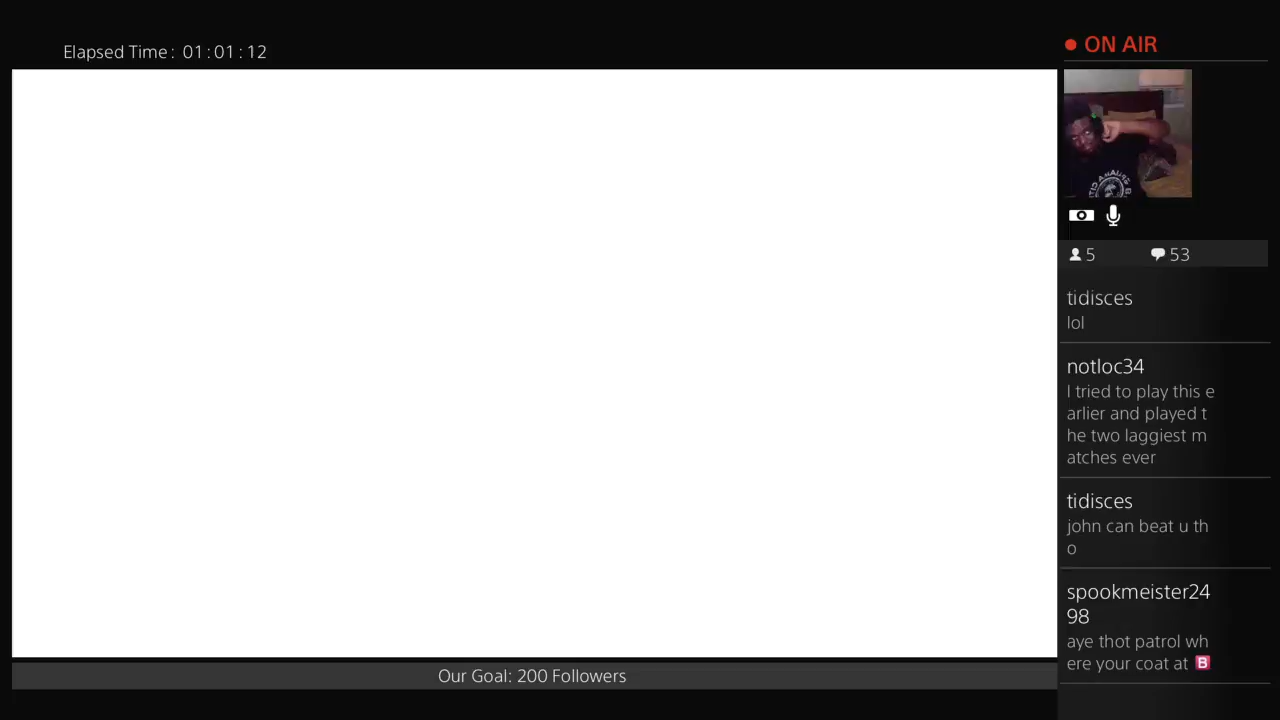 Elapsed Time: 01:01:12
ON AIR
5 53
tidisces
lol
notloc34
I tried to play this e
arlier and played t
he two laggiest m
atches ever
tidisces
john can beat u th
o
spookmeister24
98
aye thot patrol wh
ere your coat at 🅱
Our Goal: 200 Followers